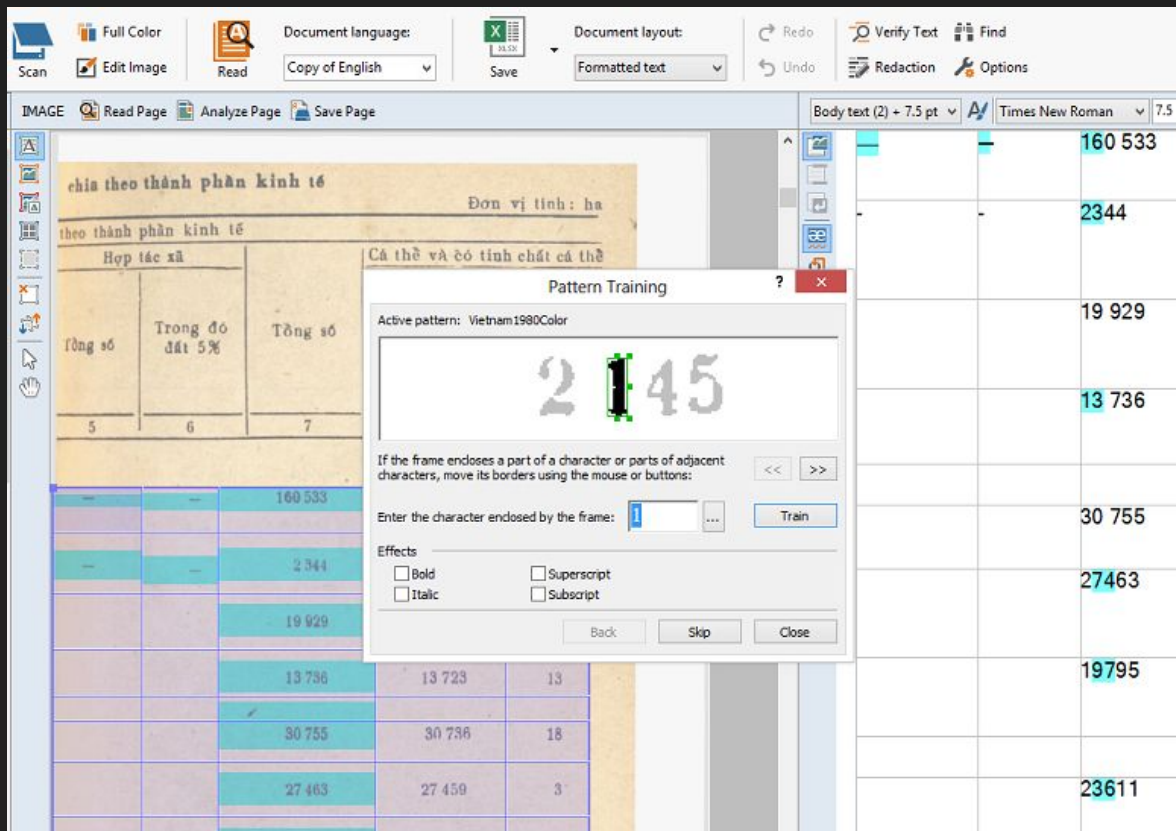 Full Color
Document language:
Document layout:
Redo
Verify Text
Find
Edit Image
Copy of English
XLSX
Formatted text
Undo
Redaction
Options
Scan
Read
Save
IMAGE
Read Page
Analyze Page
Save Page
Body text (2) + 7.5 pt
Times New Roman
7.5
chia theo thành phần kinh tế
Đơn vị tính: ha
theo thành phần kinh tế
Hợp tác xã
Cá thể và có tính chất cá thể
Tổng số
Trong đó
đất 5%
Tổng số
5 6 7
— — 160 533
— — 2 344
19 929
13 736 13 723 13
30 755 30 736 18
27 463 27 459 3
Pattern Training
?
Active pattern: Vietnam1980Color
2 1 4 5
If the frame encloses a part of a character or parts of adjacent
characters, move its borders using the mouse or buttons:
<< >>
Enter the character enclosed by the frame: 1 ... Train
Effects
Bold
Superscript
Italic
Subscript
Back Skip Close
— — 160 533
- - 2344
19 929
13 736
30 755
27463
19795
23611